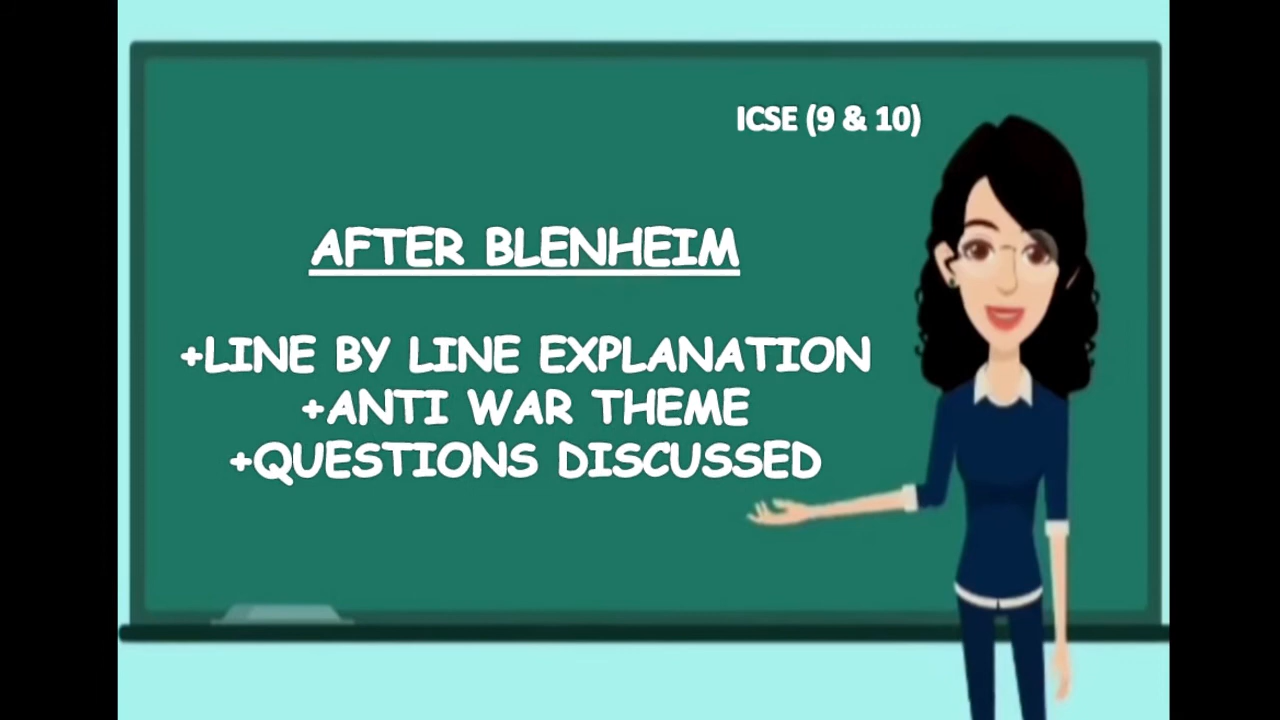 ICSE (9 & 10)
AFTER BLENHEIM
+LINE BY LINE EXPLANATION
+ANTI WAR THEME
+QUESTIONS DISCUSSED